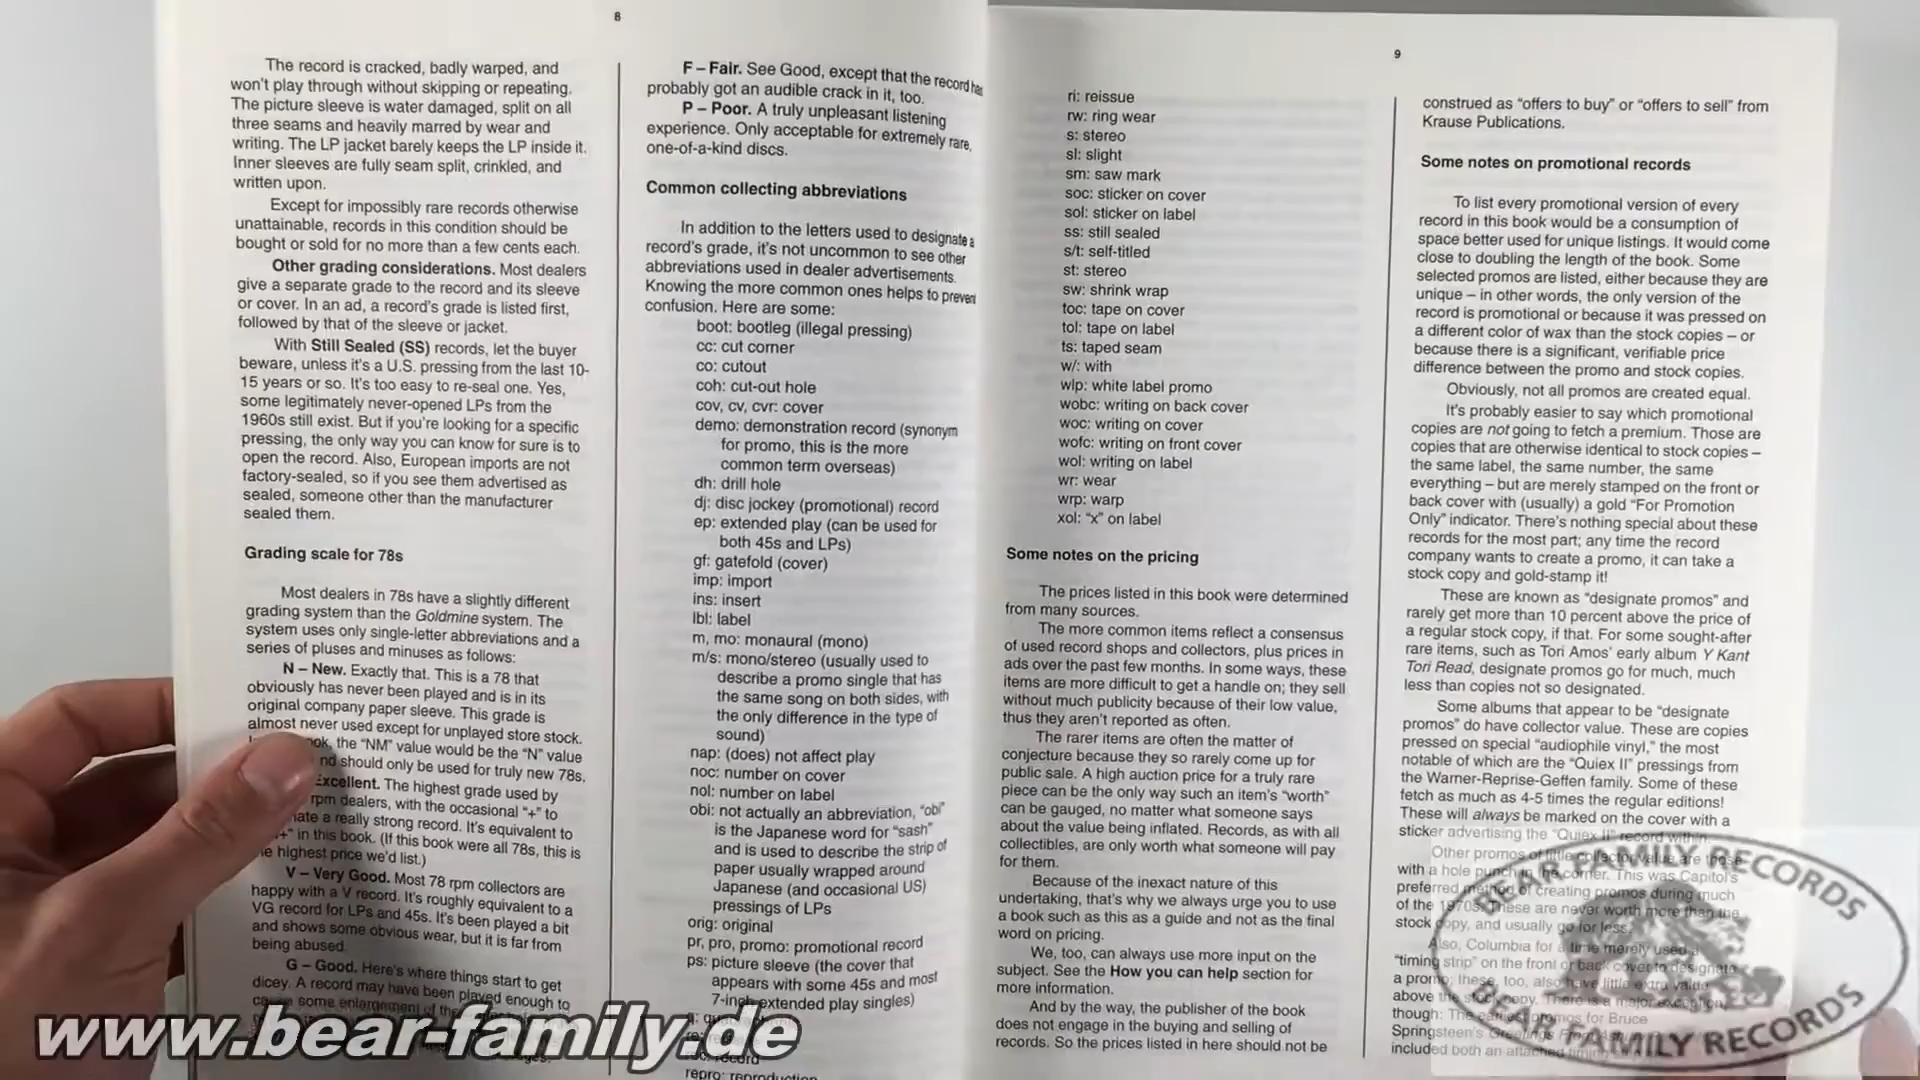 8
The record is cracked, badly warped, and
won't play through without skipping or repeating.
The picture sleeve is water damaged, split on all
three seams and heavily marred by wear and
writing. The LP jacket barely keeps the LP inside it.
Inner sleeves are fully seam split, crinkled, and
written upon.
Except for impossibly rare records otherwise
unattainable, records in this condition should be
bought or sold for no more than a few cents each.
Other grading considerations. Most dealers
give a separate grade to the record and its sleeve
or cover. In an ad, a record's grade is listed first,
followed by that of the sleeve or jacket.
With Still Sealed (SS) records, let the buyer
beware, unless it's a U.S. pressing from the last 10-
15 years or so. It's too easy to re-seal one. Yes,
some legitimately never-opened LPs from the
1960s still exist. But if you're looking for a specific
pressing, the only way you can know for sure is to
open the record. Also, European imports are not
factory-sealed, so if you see them advertised as
sealed, someone other than the manufacturer
sealed them.
Grading scale for 78s
Most dealers in 78s have a slightly different
grading system than the Goldmine system. The
system uses only single-letter abbreviations and a
series of pluses and minuses as follows:
N – New. Exactly that. This is a 78 that
obviously has never been played and is in its
original company paper sleeve. This grade is
almost never used except for unplayed store stock.
the "NM" value would be the "N" value
should only be used for truly new 78s.
Excellent. The highest grade used by
rpm dealers, with the occasional "+" to
a really strong record. It's equivalent to
in this book. (If this book were all 78s, this is
highest price we'd list.)
V – Very Good. Most 78 rpm collectors are
happy with a V record. It's roughly equivalent to a
VG record for LPs and 45s. It's been played a bit
and shows some obvious wear, but it is far from
being abused.
G – Good. Here's where things start to get
dicey. A record may have been played enough to
some enlargement of the
F – Fair. See Good, except that the record has
probably got an audible crack in it, too.
P – Poor. A truly unpleasant listening
experience. Only acceptable for extremely rare,
one-of-a-kind discs.
Common collecting abbreviations
In addition to the letters used to designate a
record's grade, it's not uncommon to see other
abbreviations used in dealer advertisements.
Knowing the more common ones helps to prevent
confusion. Here are some:
boot: bootleg (illegal pressing)
cc: cut corner
co: cutout
coh: cut-out hole
cov, cv, cvr: cover
demo: demonstration record (synonym
for promo, this is the more
common term overseas)
dh: drill hole
dj: disc jockey (promotional) record
ep: extended play (can be used for
both 45s and LPs)
gf: gatefold (cover)
imp: import
ins: insert
lbl: label
m, mo: monaural (mono)
m/s: mono/stereo (usually used to
describe a promo single that has
the same song on both sides, with
the only difference in the type of
sound)
nap: (does) not affect play
noc: number on cover
nol: number on label
obi: not actually an abbreviation, "obi"
is the Japanese word for "sash"
and is used to describe the strip of
paper usually wrapped around
Japanese (and occasional US)
pressings of LPs
orig: original
pr, pro, promo: promotional record
ps: picture sleeve (the cover that
appears with some 45s and most
7-inch extended play singles)
rec: record
repro: reproduction
9
ri: reissue
rw: ring wear
s: stereo
sl: slight
sm: saw mark
soc: sticker on cover
sol: sticker on label
ss: still sealed
s/t: self-titled
st: stereo
sw: shrink wrap
toc: tape on cover
tol: tape on label
ts: taped seam
w/: with
wlp: white label promo
wobc: writing on back cover
woc: writing on cover
wofc: writing on front cover
wol: writing on label
wr: wear
wrp: warp
xol: "x" on label
Some notes on the pricing
The prices listed in this book were determined
from many sources.
The more common items reflect a consensus
of used record shops and collectors, plus prices in
ads over the past few months. In some ways, these
items are more difficult to get a handle on; they sell
without much publicity because of their low value,
thus they aren't reported as often.
The rarer items are often the matter of
conjecture because they so rarely come up for
public sale. A high auction price for a truly rare
piece can be the only way such an item's "worth"
can be gauged, no matter what someone says
about the value being inflated. Records, as with all
collectibles, are only worth what someone will pay
for them.
Because of the inexact nature of this
undertaking, that's why we always urge you to use
a book such as this as a guide and not as the final
word on pricing.
We, too, can always use more input on the
subject. See the How you can help section for
more information.
And by the way, the publisher of the book
does not engage in the buying and selling of
records. So the prices listed in here should not be
construed as "offers to buy" or "offers to sell" from
Krause Publications.
Some notes on promotional records
To list every promotional version of every
record in this book would be a consumption of
space better used for unique listings. It would come
close to doubling the length of the book. Some
selected promos are listed, either because they are
unique – in other words, the only version of the
record is promotional or because it was pressed on
a different color of wax than the stock copies – or
because there is a significant, verifiable price
difference between the promo and stock copies.
Obviously, not all promos are created equal.
It's probably easier to say which promotional
copies are not going to fetch a premium. Those are
copies that are otherwise identical to stock copies –
the same label, the same number, the same
everything – but are merely stamped on the front or
back cover with (usually) a gold "For Promotion
Only" indicator. There's nothing special about these
records for the most part; any time the record
company wants to create a promo, it can take a
stock copy and gold-stamp it!
These are known as "designate promos" and
rarely get more than 10 percent above the price of
a regular stock copy, if that. For some sought-after
rare items, such as Tori Amos' early album Y Kant
Tori Read, designate promos go for much, much
less than copies not so designated.
Some albums that appear to be "designate
promos" do have collector value. These are copies
pressed on special "audiophile vinyl," the most
notable of which are the "Quiex II" pressings from
the Warner-Reprise-Geffen family. Some of these
fetch as much as 4-5 times the regular editions!
These will always be marked on the cover with a
sticker advertising the "Quiex II" record within.
Other promos of little collector value are those
with a hole punch in the corner. This was Capitol's
preferred method of creating promos during much
of the 1970s. These are never worth more than the
stock copy, and usually go for less.
Also, Columbia for a time merely used a
"timing strip" on the front or back cover to designate
a promo; these, too, also have little extra value
above the stock copy. There is a major exception,
though: The earliest promos for Bruce
Springsteen's Greetings From
included both an attached timing
www.bear-family.de
BEAR FAMILY RECORDS
BEAR FAMILY RECORDS